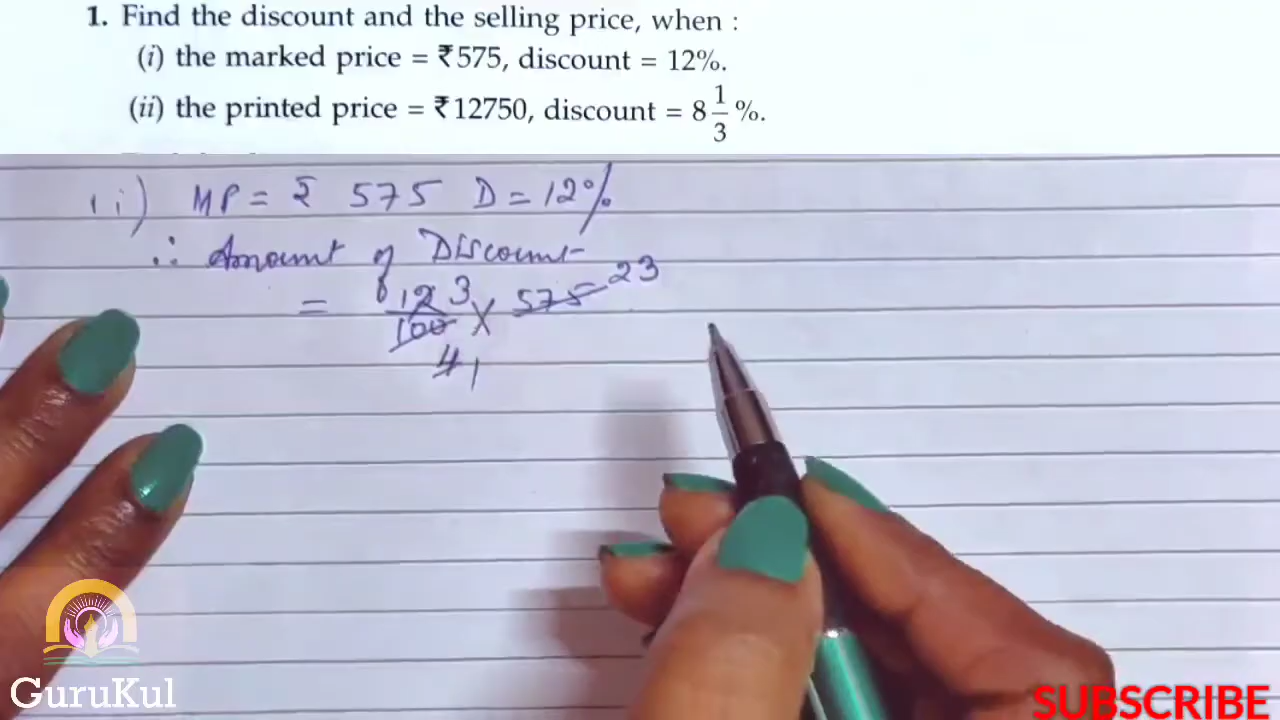 1. Find the discount and the selling price, when :
(i) the marked price = ₹575, discount = 12%.
(ii) the printed price = ₹12750, discount = 8 1/3 %.
1 i) MP = ₹ 575 D = 12%
∴ Amount of Discount
= 12 3 / 100 4 1 × 575 23
GuruKul
SUBSCRIBE